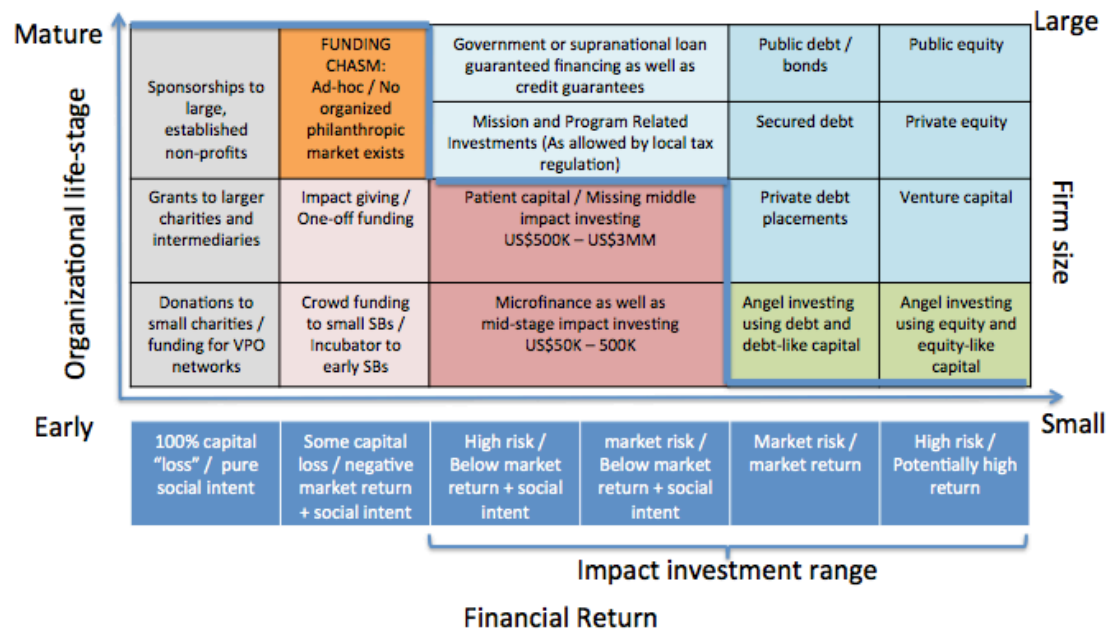 Mature
Large
Organizational life-stage
Firm size
Sponsorships to
large,
established
non-profits
FUNDING
CHASM:
Ad-hoc / No
organized
philanthropic
market exists
Government or supranational loan
guaranteed financing as well as
credit guarantees
Public debt /
bonds
Public equity
Mission and Program Related
Investments (As allowed by local tax
regulation)
Secured debt
Private equity
Grants to larger
charities and
intermediaries
Impact giving /
One-off funding
Patient capital / Missing middle
impact investing
US$500K – US$3MM
Private debt
placements
Venture capital
Donations to
small charities /
funding for VPO
networks
Crowd funding
to small SBs /
Incubator to
early SBs
Microfinance as well as
mid-stage impact investing
US$50K – 500K
Angel investing
using debt and
debt-like capital
Angel investing
using equity and
equity-like
capital
Early
Small
100% capital
“loss” / pure
social intent
Some capital
loss / negative
market return
+ social intent
High risk /
Below market
return + social
intent
market risk /
Below market
return + social
intent
Market risk /
market return
High risk /
Potentially high
return
Impact investment range
Financial Return